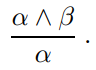 α ∧ β
α .